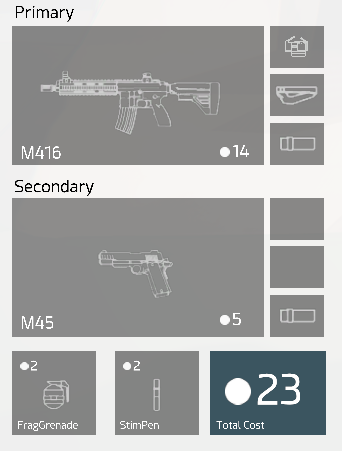 Primary
M416
14
Secondary
M45
5
2
FragGrenade
2
StimPen
23
Total Cost